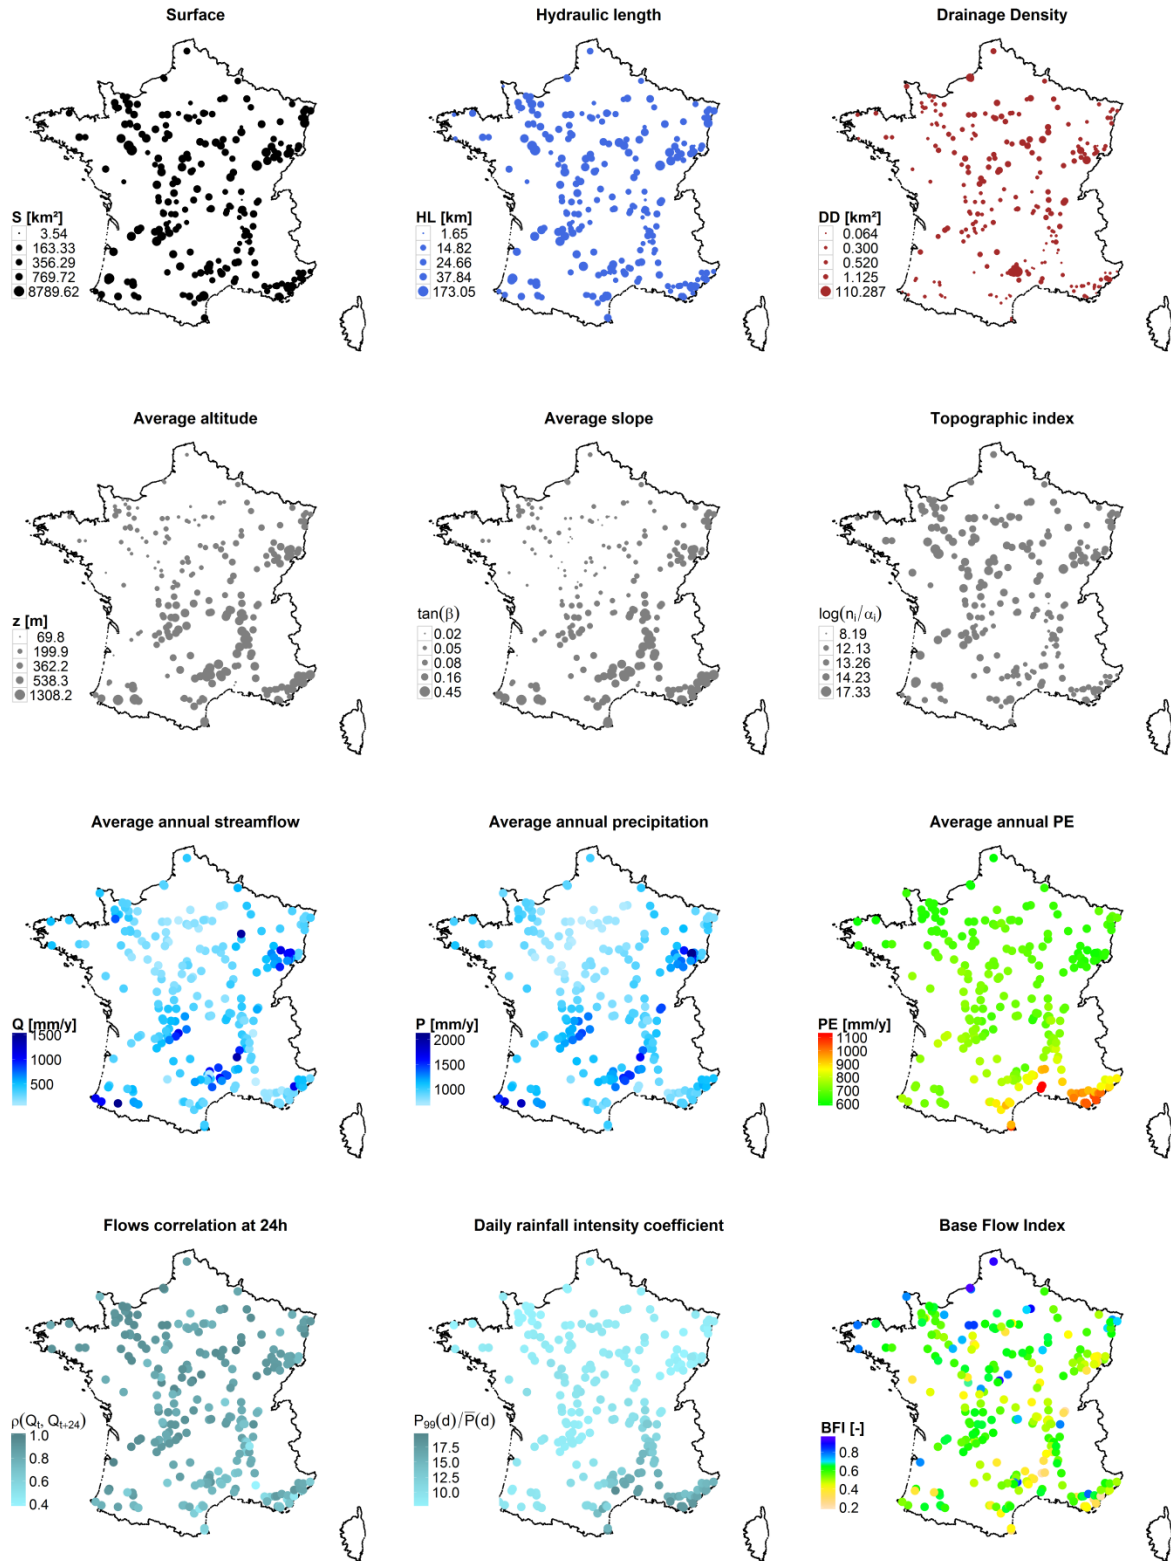 Surface
S [km²]
3.54
163.33
356.29
769.72
8789.62
Hydraulic length
HL [km]
1.65
14.82
24.66
37.84
173.05
Drainage Density
DD [km²]
0.064
0.300
0.520
1.125
110.287
Average altitude
z [m]
69.8
199.9
362.2
538.3
1308.2
Average slope
tan(β)
0.02
0.05
0.08
0.16
0.45
Topographic index
log(nᵢ/αᵢ)
8.19
12.13
13.26
14.23
17.33
Average annual streamflow
Q [mm/y]
1500
1000
500
Average annual precipitation
P [mm/y]
2000
1500
1000
Average annual PE
PE [mm/y]
1100
1000
900
800
700
600
Flows correlation at 24h
ρ(Qₜ, Qₜ₊₂₄)
1.0
0.8
0.6
0.4
Daily rainfall intensity coefficient
P₉₉(d)/P̅(d)
17.5
15.0
12.5
10.0
Base Flow Index
BFI [-]
0.8
0.6
0.4
0.2